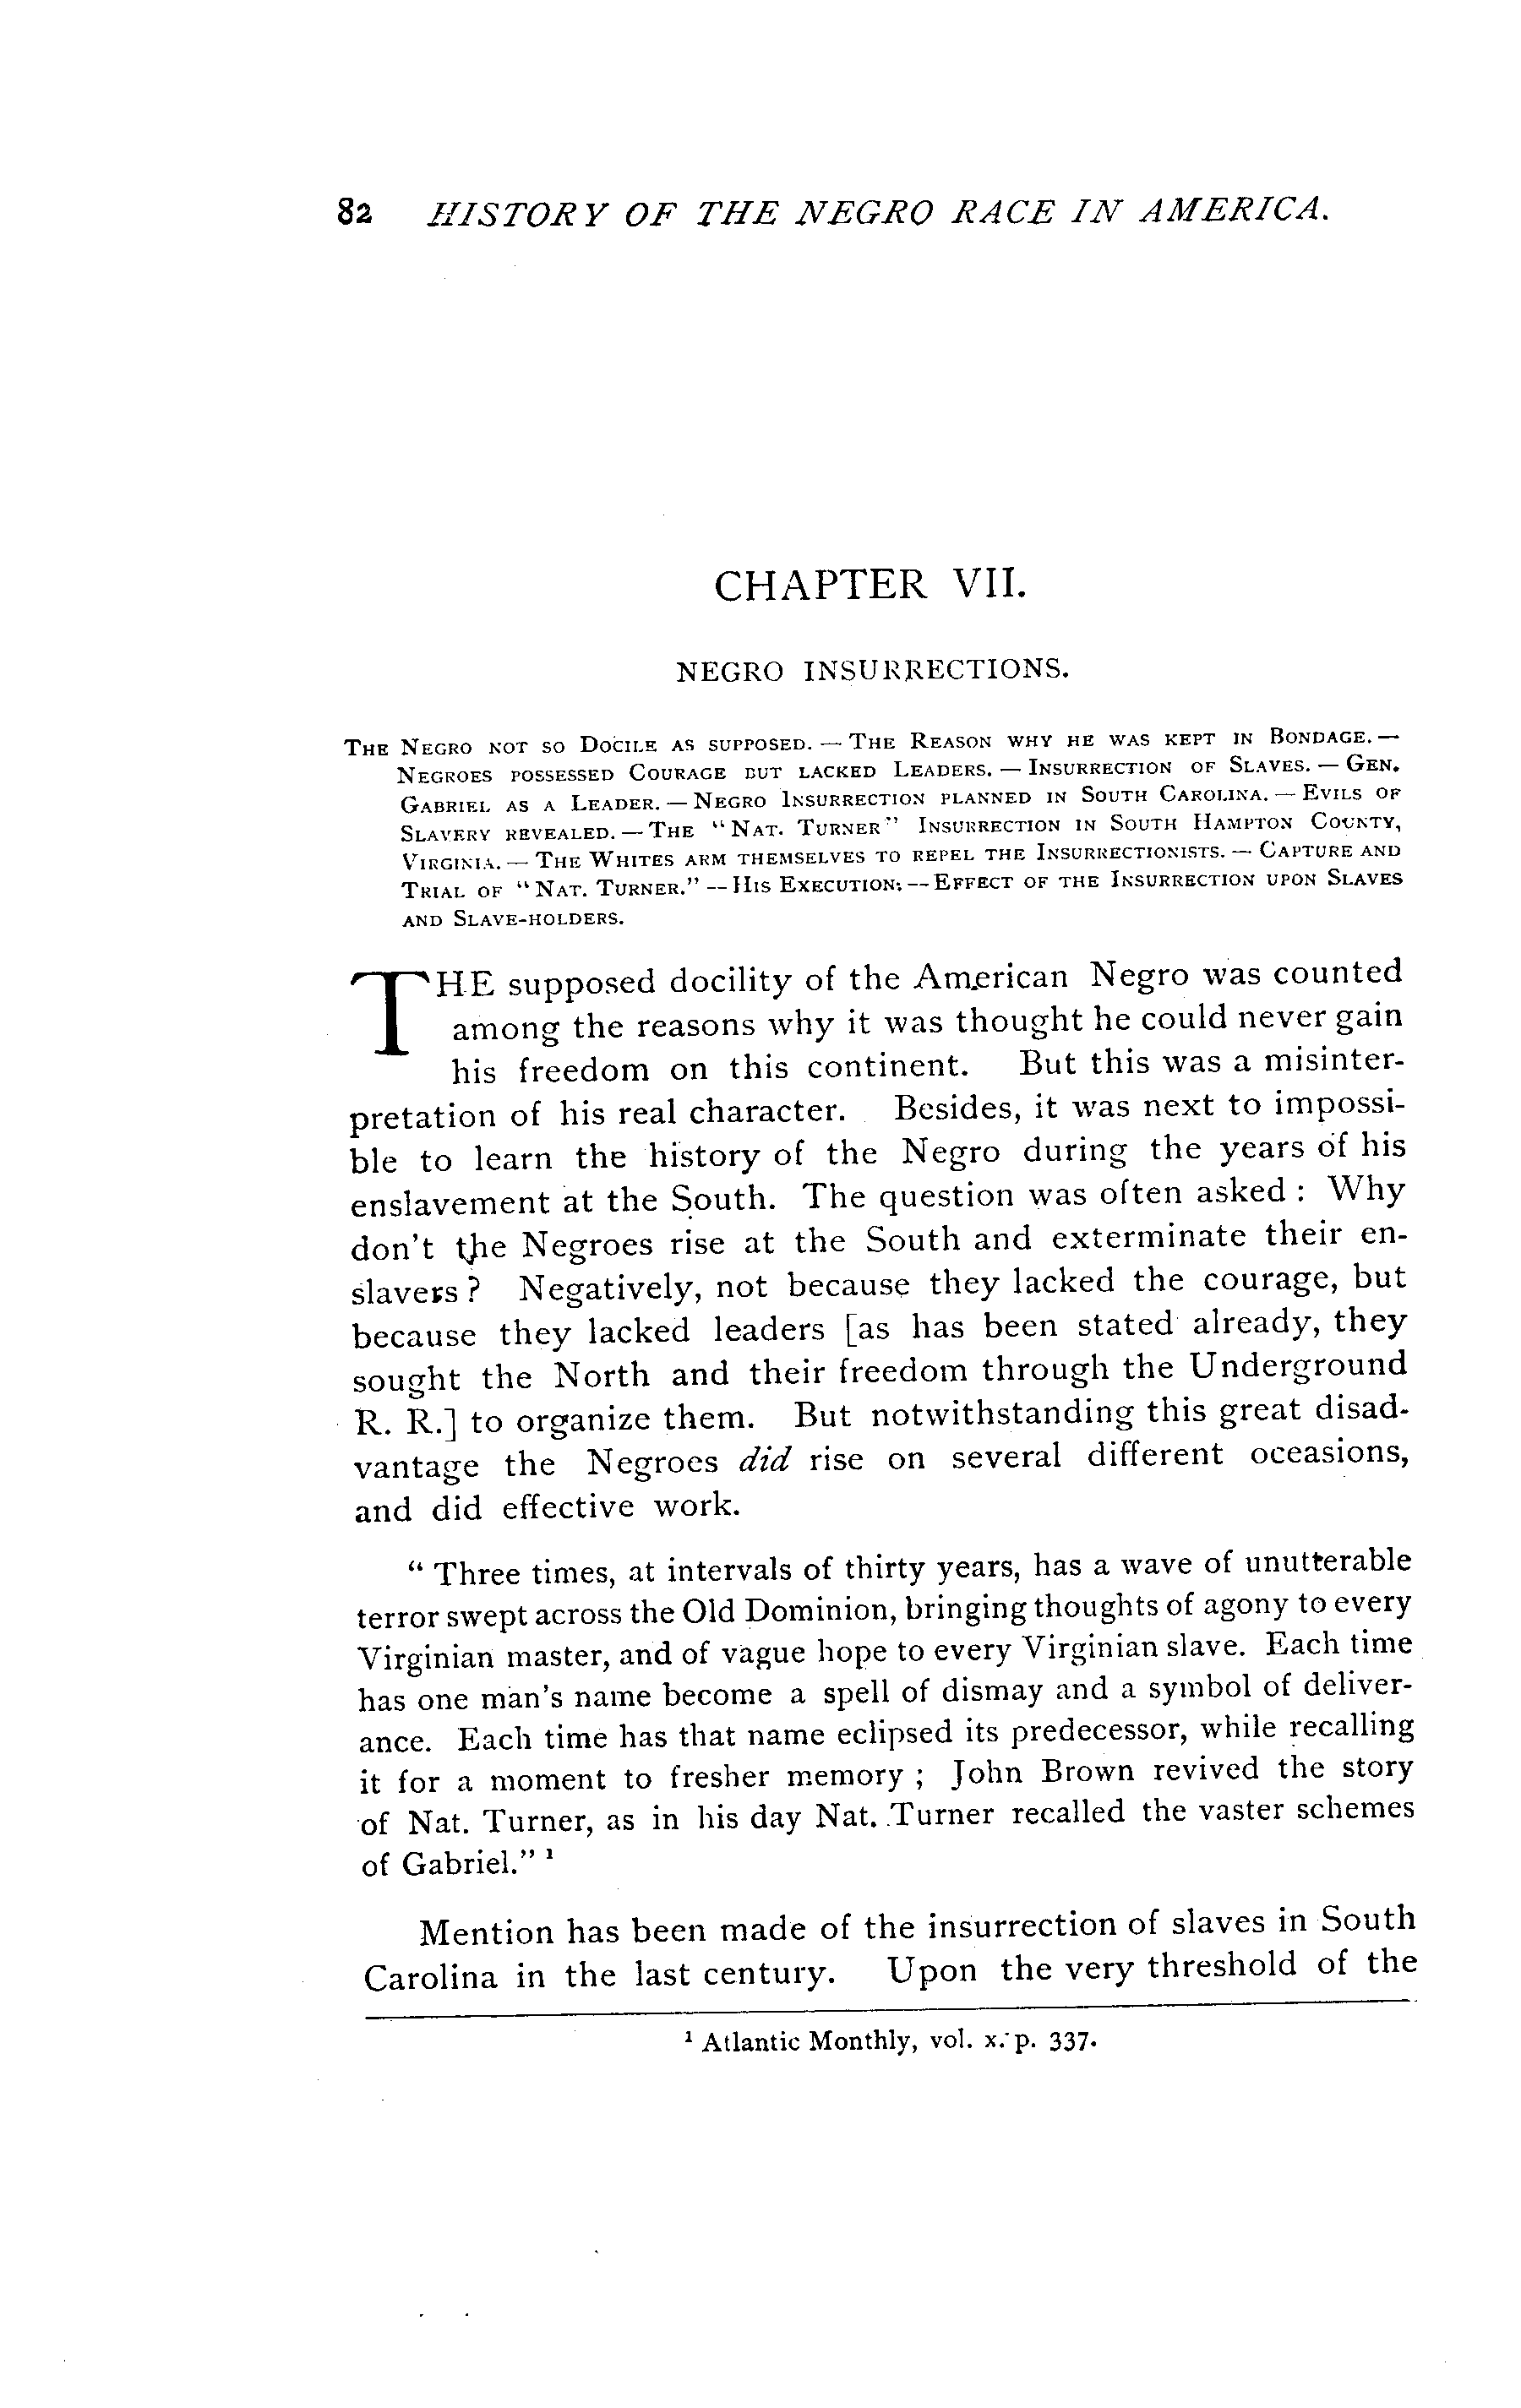 82 HISTORY OF THE NEGRO RACE IN AMERICA.
CHAPTER VII.
NEGRO INSURRECTIONS.
THE NEGRO NOT SO DOCILE AS SUPPOSED. — THE REASON WHY HE WAS KEPT IN BONDAGE. —
NEGROES POSSESSED COURAGE BUT LACKED LEADERS. — INSURRECTION OF SLAVES. — GEN.
GABRIEL AS A LEADER. — NEGRO INSURRECTION PLANNED IN SOUTH CAROLINA. — EVILS OF
SLAVERY REVEALED. — THE "NAT. TURNER" INSURRECTION IN SOUTH HAMPTON COUNTY,
VIRGINIA. — THE WHITES ARM THEMSELVES TO REPEL THE INSURRECTIONISTS. — CAPTURE AND
TRIAL OF "NAT. TURNER." — HIS EXECUTION. — EFFECT OF THE INSURRECTION UPON SLAVES
AND SLAVE-HOLDERS.
THE supposed docility of the American Negro was counted
among the reasons why it was thought he could never gain
his freedom on this continent. But this was a misinter-
pretation of his real character. Besides, it was next to impossi-
ble to learn the history of the Negro during the years of his
enslavement at the South. The question was often asked : Why
don't the Negroes rise at the South and exterminate their en-
slavers ? Negatively, not because they lacked the courage, but
because they lacked leaders [as has been stated already, they
sought the North and their freedom through the Underground
R. R.] to organize them. But notwithstanding this great disad-
vantage the Negroes did rise on several different oceasions,
and did effective work.
" Three times, at intervals of thirty years, has a wave of unutterable
terror swept across the Old Dominion, bringing thoughts of agony to every
Virginian master, and of vague hope to every Virginian slave. Each time
has one man's name become a spell of dismay and a symbol of deliver-
ance. Each time has that name eclipsed its predecessor, while recalling
it for a moment to fresher memory ; John Brown revived the story
of Nat. Turner, as in his day Nat. Turner recalled the vaster schemes
of Gabriel." ¹
Mention has been made of the insurrection of slaves in South
Carolina in the last century. Upon the very threshold of the
¹ Atlantic Monthly, vol. x. p. 337.